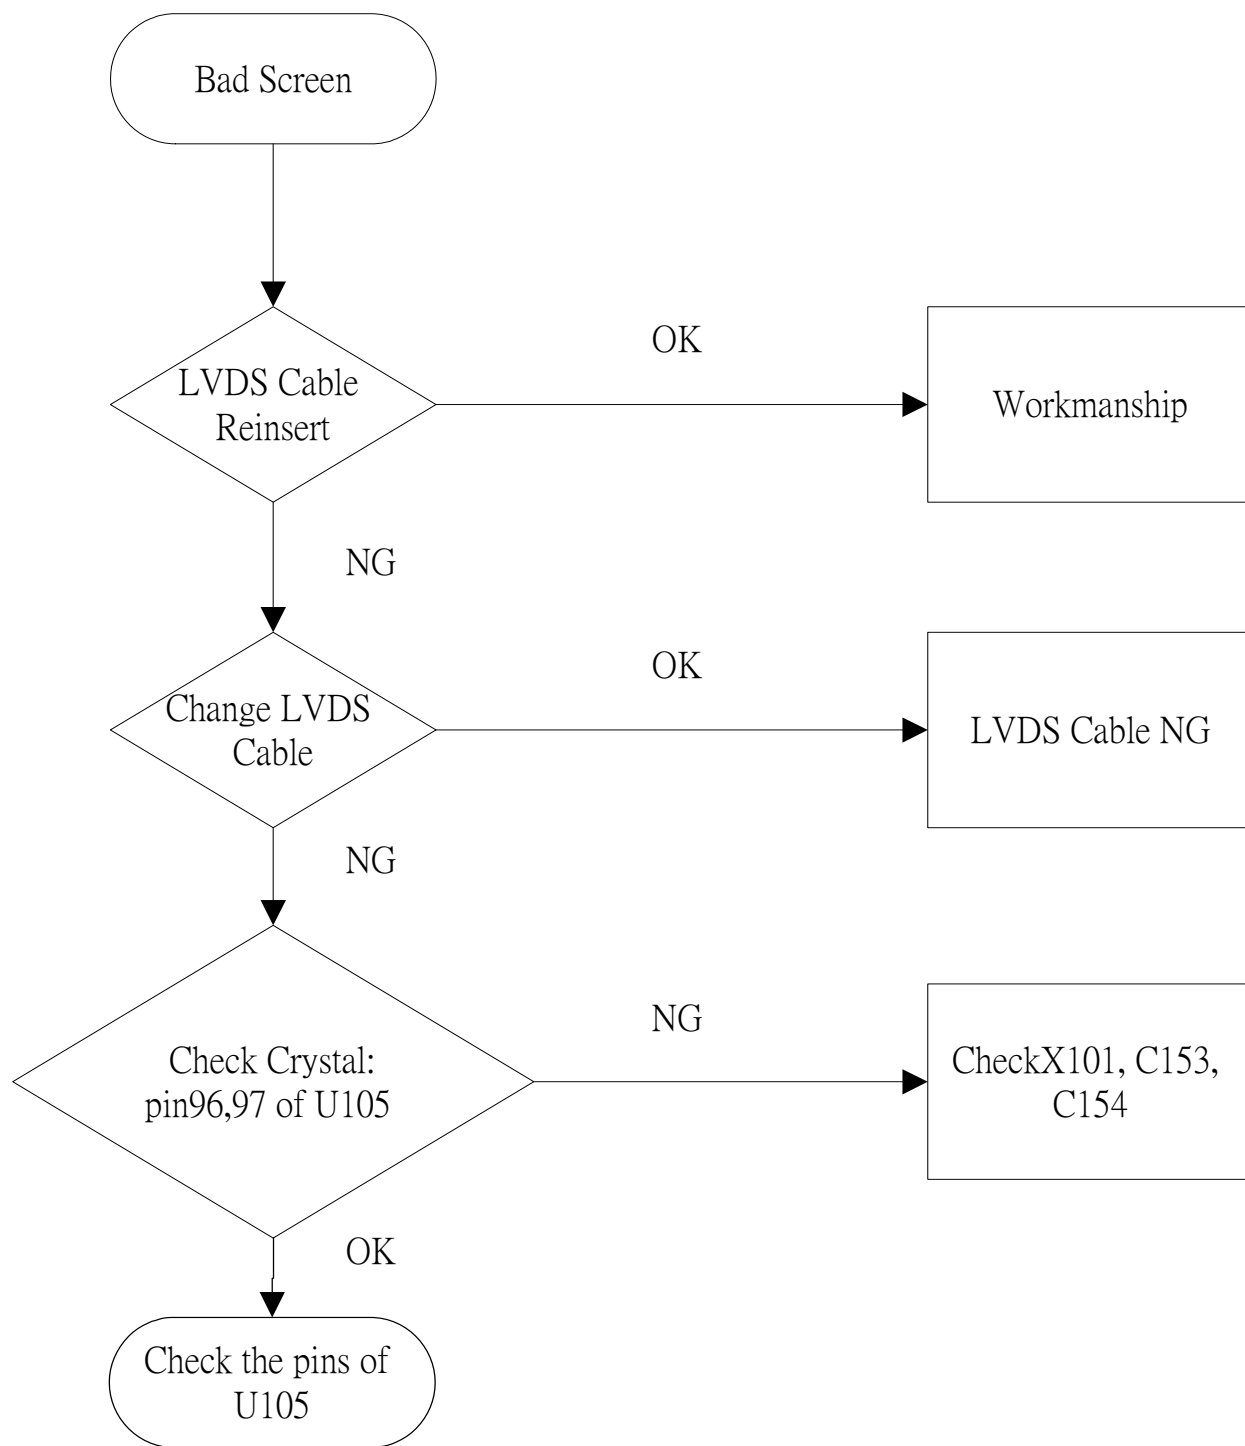 Bad Screen
LVDS Cable
Reinsert
OK
Workmanship
NG
Change LVDS
Cable
OK
LVDS Cable NG
NG
Check Crystal:
pin96,97 of U105
NG
CheckX101, C153,
C154
OK
Check the pins of
U105